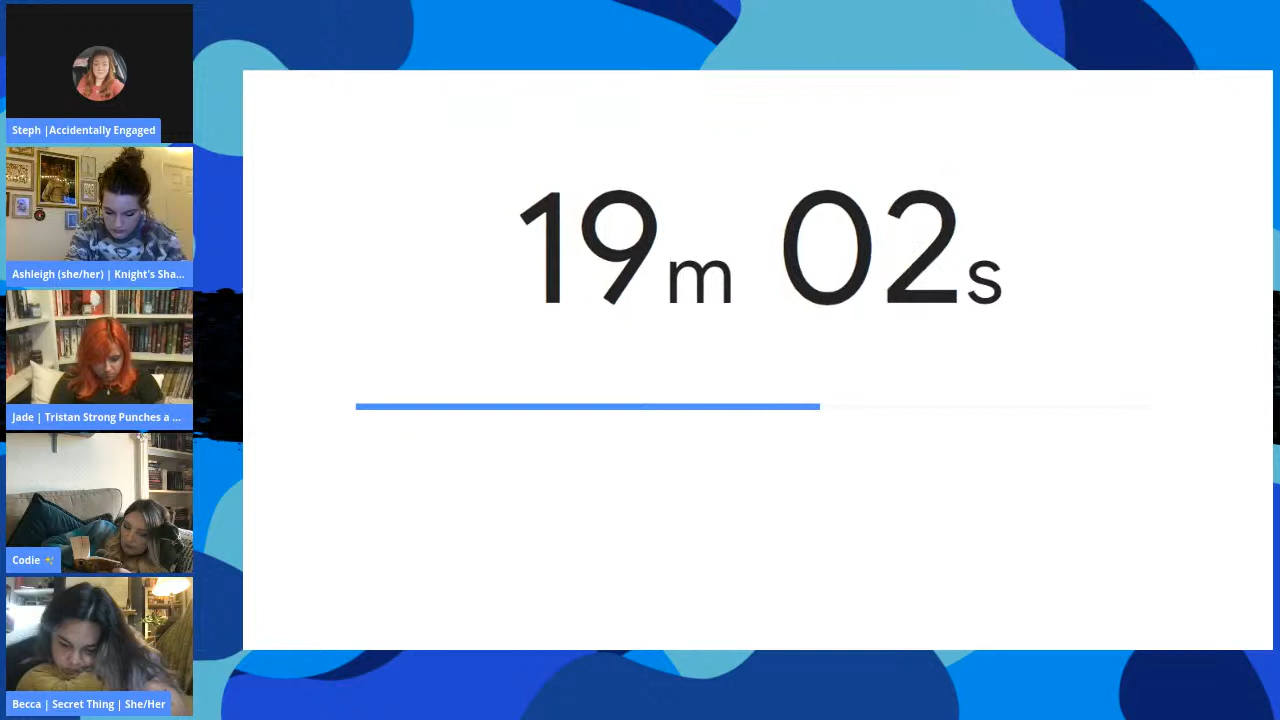 Steph |Accidentally Engaged
19m 02s
Ashleigh (she/her) | Knight's Sha...
Jade | Tristan Strong Punches a ...
Codie ✨
Becca | Secret Thing | She/Her